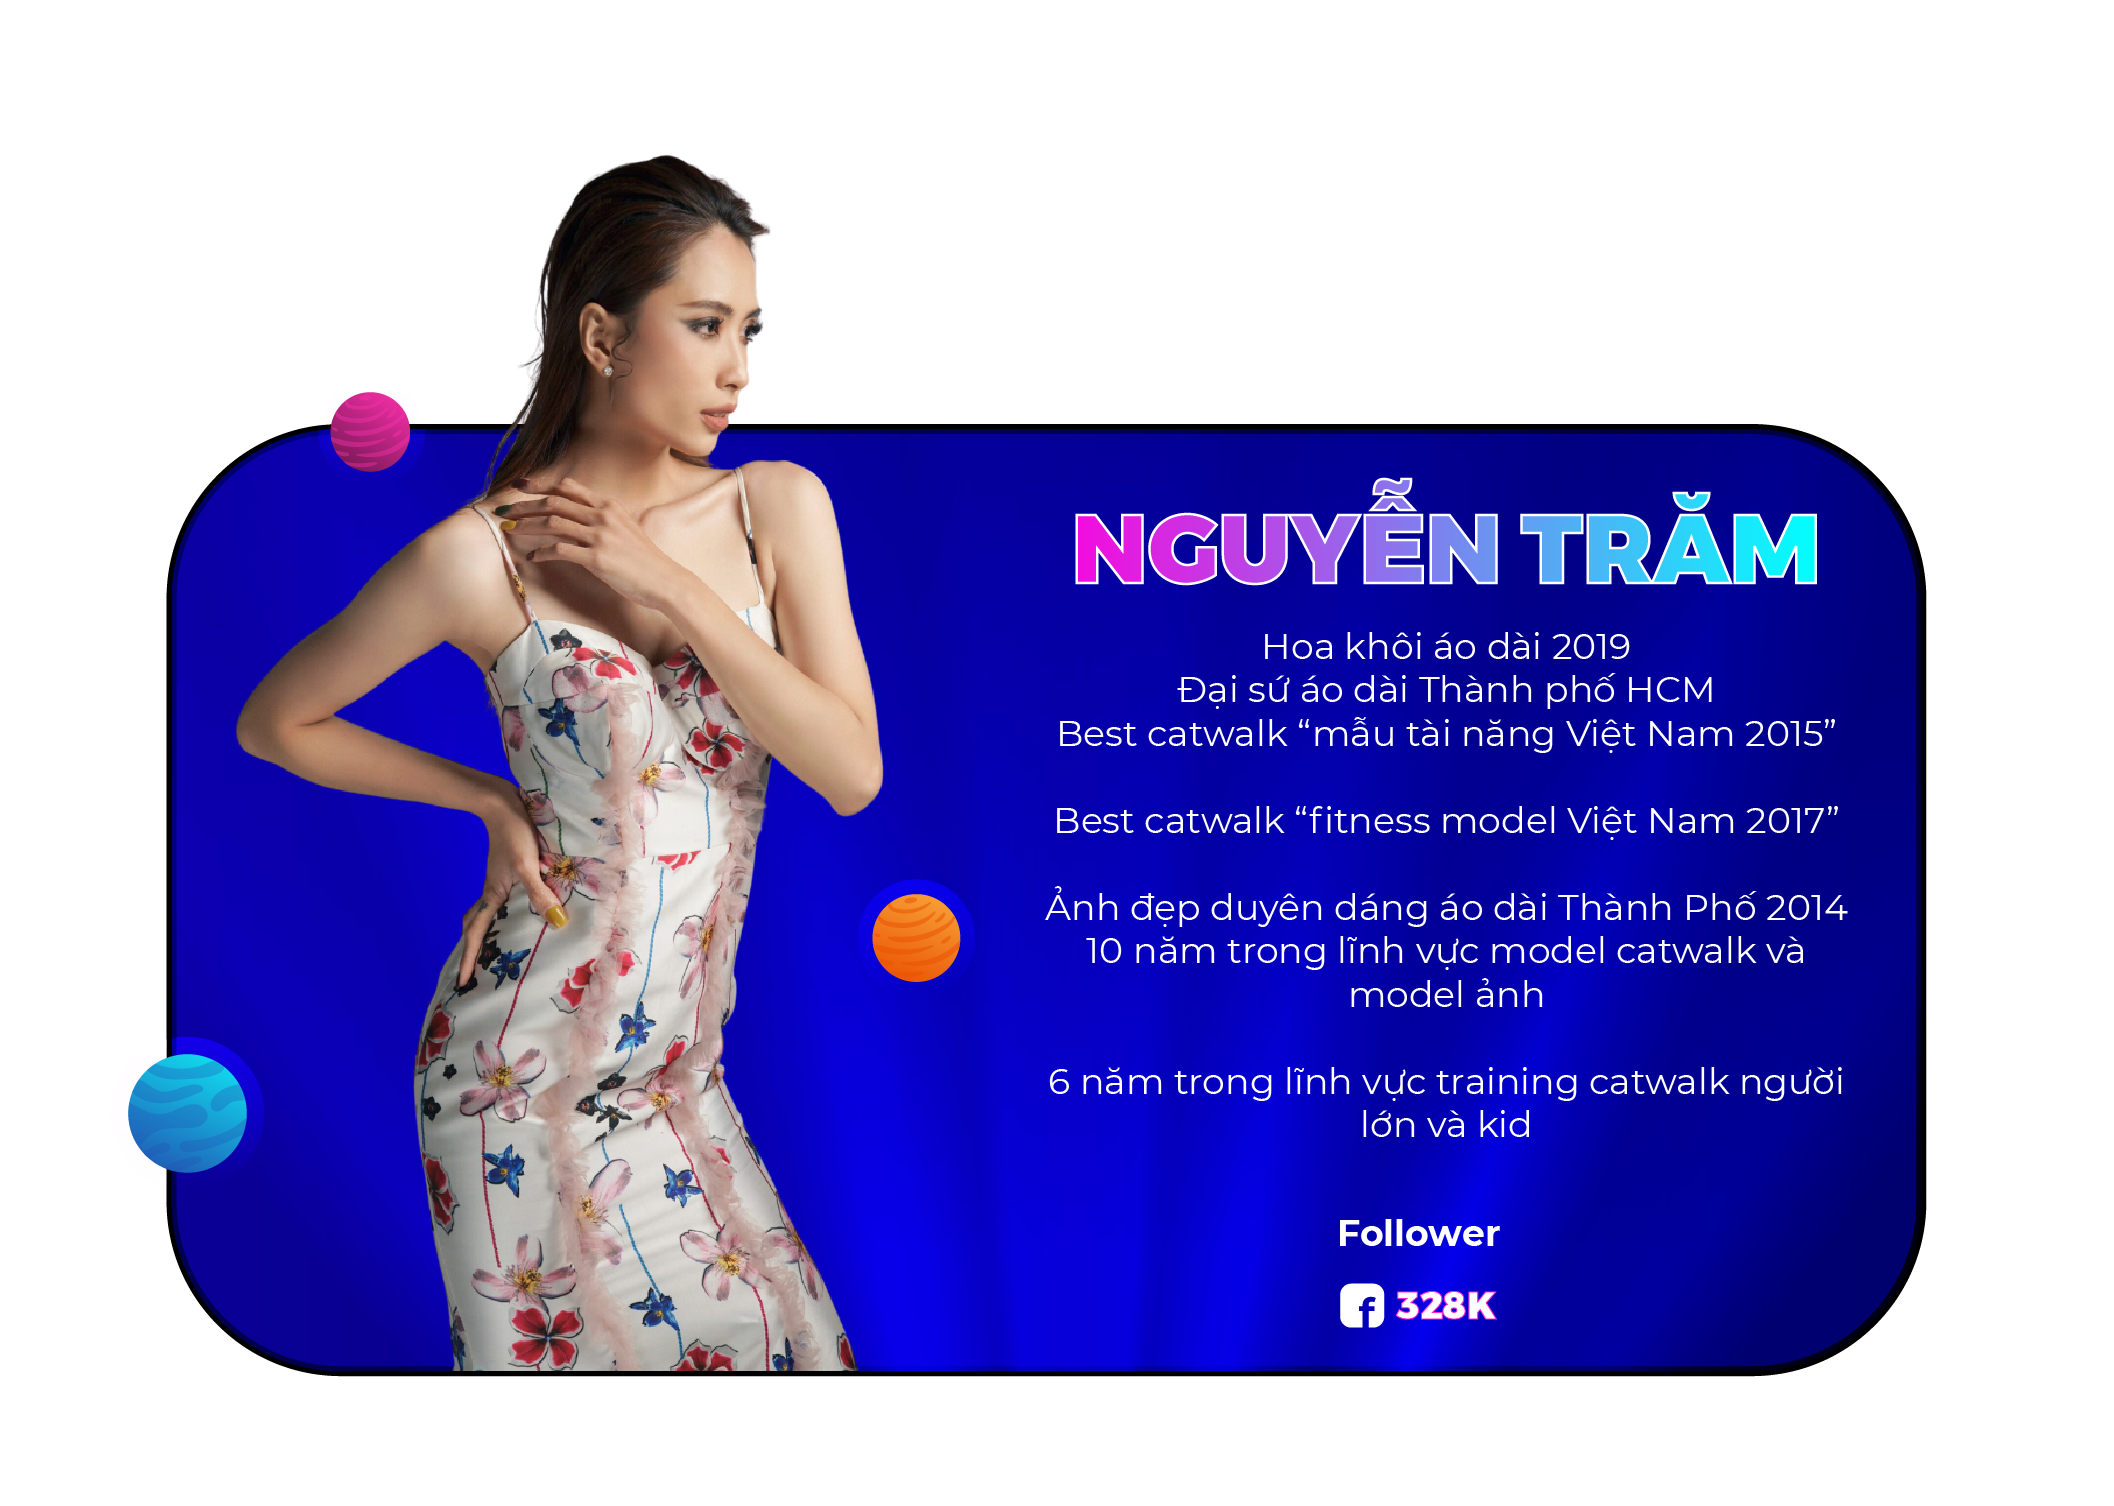 NGUYỄN TRĂM
Hoa khôi áo dài 2019
Đại sứ áo dài Thành phố HCM
Best catwalk “mẫu tài năng Việt Nam 2015”
Best catwalk “fitness model Việt Nam 2017”
Ảnh đẹp duyên dáng áo dài Thành Phố 2014
10 năm trong lĩnh vực model catwalk và
model ảnh
6 năm trong lĩnh vực training catwalk người
lớn và kid
Follower
328K